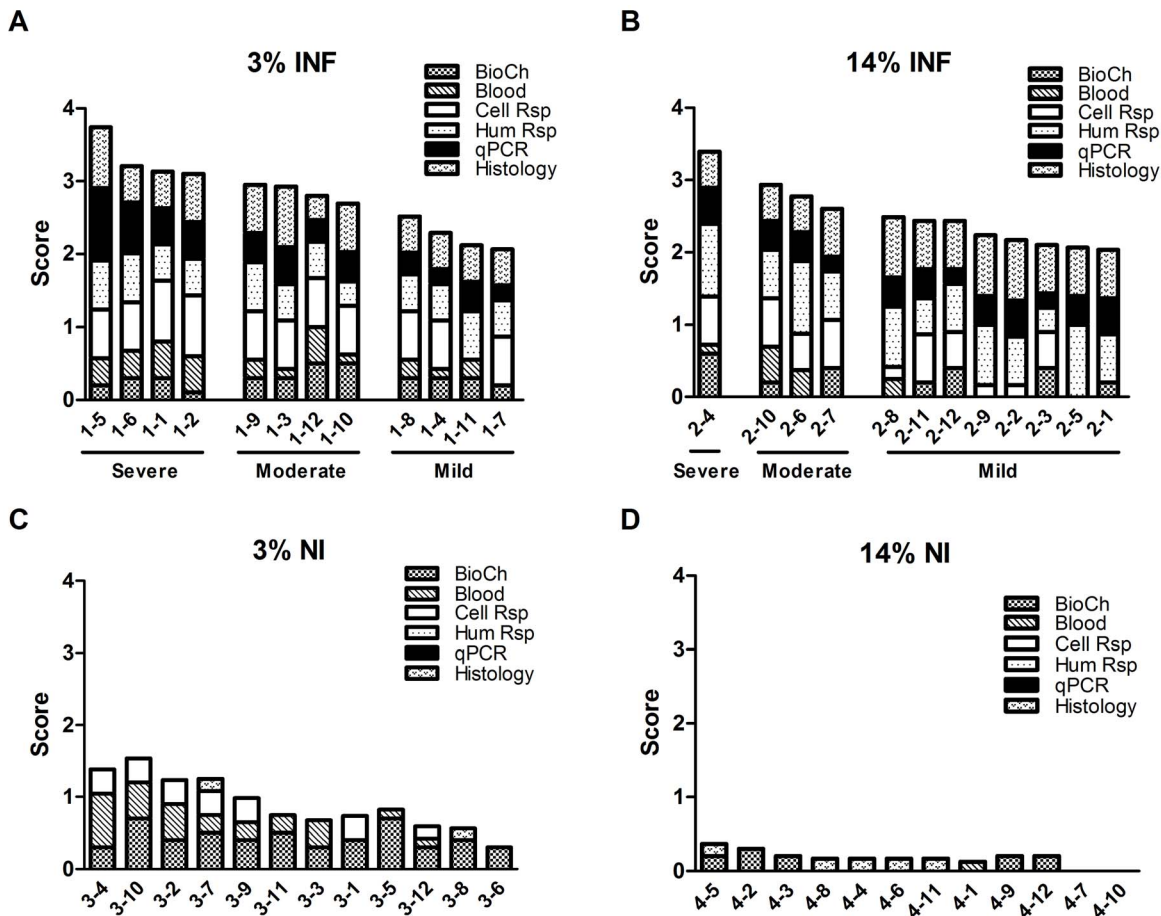 A
3% INF
BioCh
Blood
Cell Rsp
Hum Rsp
qPCR
Histology
Score
4
3
2
1
0
1-5 1-6 1-1 1-2 1-9 1-3 1-12 1-10 1-8 1-4 1-11 1-7
Severe Moderate Mild
B
14% INF
BioCh
Blood
Cell Rsp
Hum Rsp
qPCR
Histology
Score
4
3
2
1
0
2-4 2-10 2-6 2-7 2-8 2-11 2-12 2-9 2-2 2-3 2-5 2-1
Severe Moderate Mild
C
3% NI
BioCh
Blood
Cell Rsp
Hum Rsp
qPCR
Histology
Score
4
3
2
1
0
3-4 3-10 3-2 3-7 3-9 3-11 3-3 3-1 3-5 3-12 3-8 3-6
D
14% NI
BioCh
Blood
Cell Rsp
Hum Rsp
qPCR
Histology
Score
4
3
2
1
0
4-5 4-2 4-3 4-8 4-4 4-6 4-11 4-1 4-9 4-12 4-7 4-10